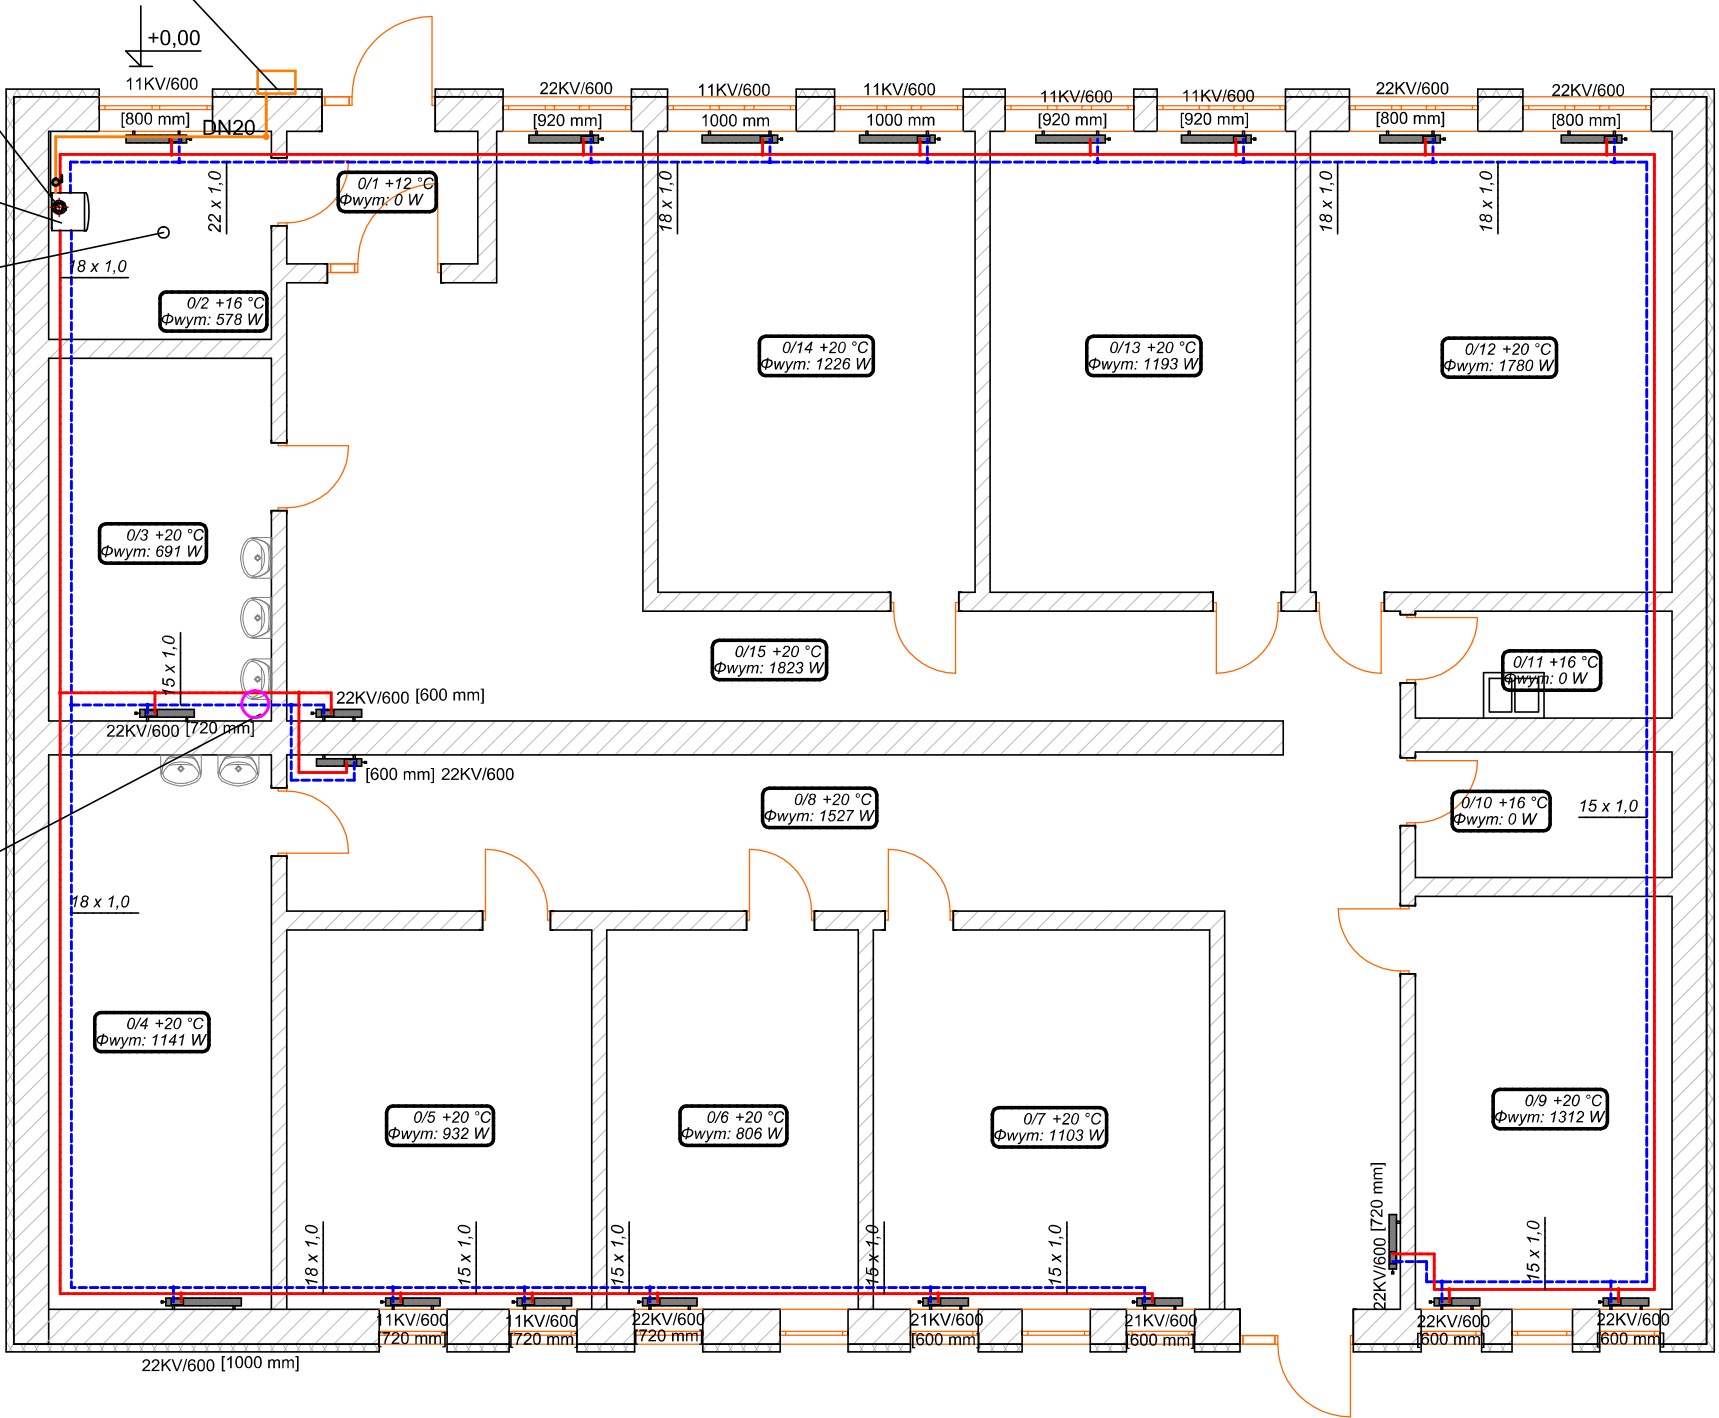 +0,00
11KV/600
[800 mm]
DN20
22KV/600
[920 mm]
11KV/600
1000 mm
11KV/600
1000 mm
11KV/600
[920 mm]
11KV/600
[920 mm]
22KV/600
[800 mm]
22KV/600
[800 mm]
22 x 1,0
18 x 1,0
18 x 1,0
18 x 1,0
0/1 +12 °C
Φwym: 0 W
18 x 1,0
0/2 +16 °C
Φwym: 578 W
0/14 +20 °C
Φwym: 1226 W
0/13 +20 °C
Φwym: 1193 W
0/12 +20 °C
Φwym: 1780 W
0/3 +20 °C
Φwym: 691 W
15 x 1,0
0/15 +20 °C
Φwym: 1823 W
0/11 +16 °C
Φwym: 0 W
22KV/600 [600 mm]
22KV/600 [720 mm]
[600 mm] 22KV/600
0/8 +20 °C
Φwym: 1527 W
0/10 +16 °C
Φwym: 0 W
15 x 1,0
18 x 1,0
0/4 +20 °C
Φwym: 1141 W
0/5 +20 °C
Φwym: 932 W
0/6 +20 °C
Φwym: 806 W
0/7 +20 °C
Φwym: 1103 W
0/9 +20 °C
Φwym: 1312 W
18 x 1,0
15 x 1,0
15 x 1,0
15 x 1,0
15 x 1,0
22KV/600 [720 mm]
15 x 1,0
11KV/600
[720 mm]
11KV/600
[720 mm]
22KV/600
[720 mm]
21KV/600
[600 mm]
21KV/600
[600 mm]
22KV/600
[600 mm]
22KV/600
[600 mm]
22KV/600 [1000 mm]